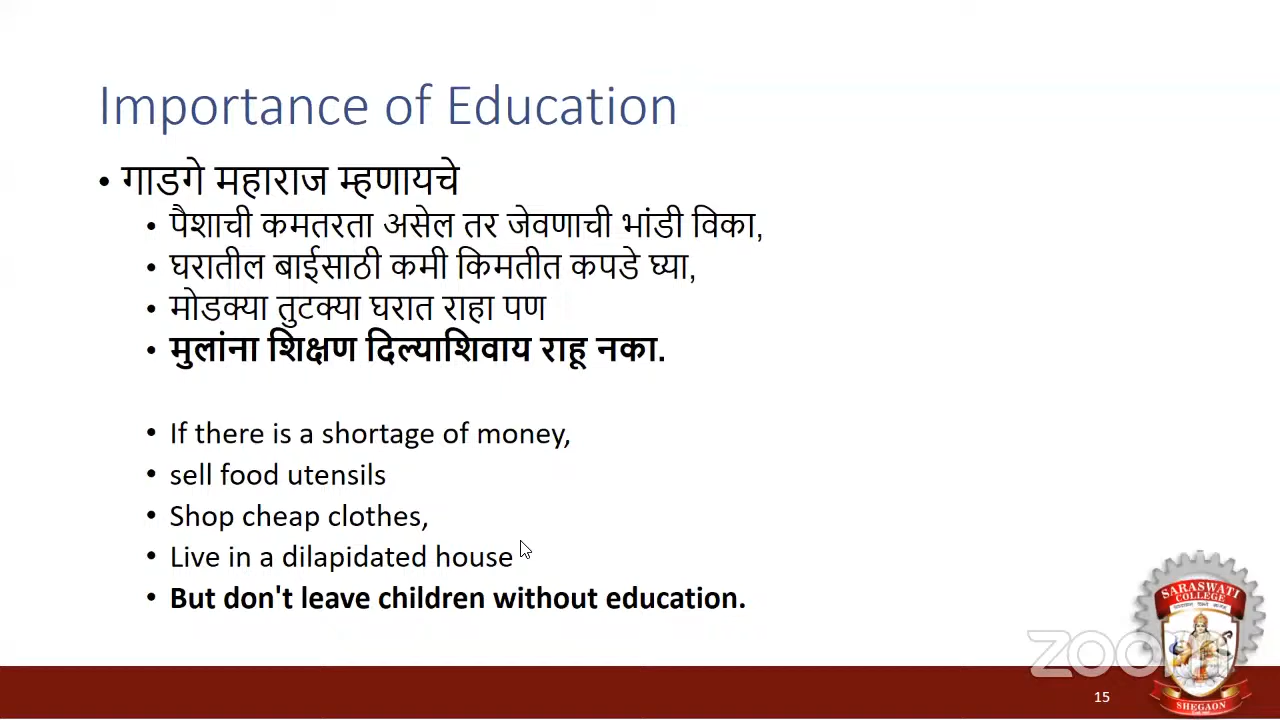 Importance of Education
• गाडगे महाराज म्हणायचे
• पैशाची कमतरता असेल तर जेवणाची भांडी विका,
• घरातील बाईसाठी कमी किमतीत कपडे घ्या,
• मोडक्या तुटक्या घरात राहा पण
• मुलांना शिक्षण दिल्याशिवाय राहू नका.
• If there is a shortage of money,
• sell food utensils
• Shop cheap clothes,
• Live in a dilapidated house
• But don't leave children without education.
SARASWATI
COLLEGE
zoom
SHEGAON
15